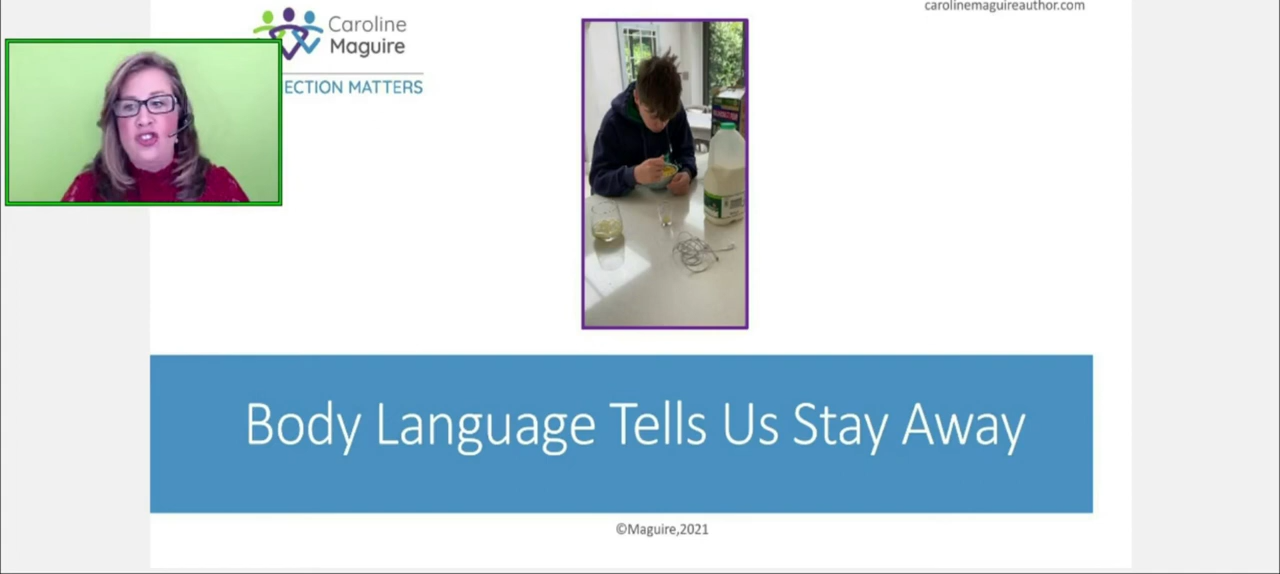 carolinemaguireauthor.com
Caroline
Maguire
ECTION MATTERS
Body Language Tells Us Stay Away
©Maguire,2021